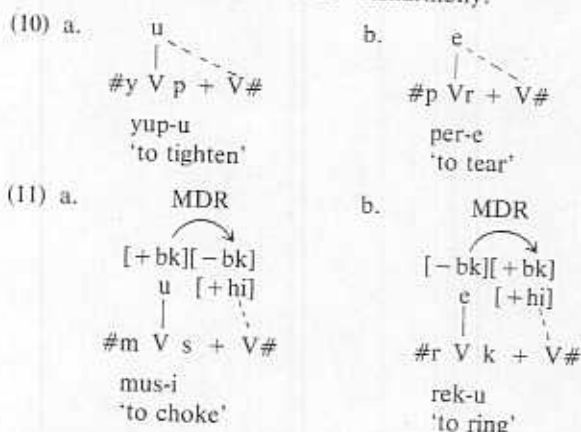 harmony.
(10) a. u b. e
#y V p + V# #p Vr + V#
yup-u per-e
'to tighten' 'to tear'
(11) a. MDR b. MDR
[+bk][−bk] [−bk][+bk]
u [+hi] e [+hi]
#m V s + V# #r V k + V#
mus-i rek-u
'to choke' 'to ring'